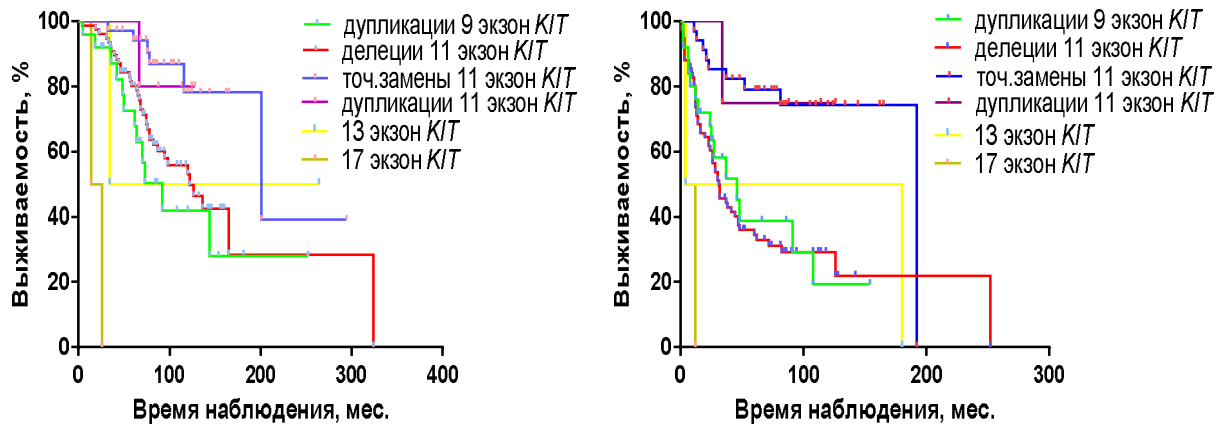 Выживаемость, %
100
80
60
40
20
0
0 100 200 300 400
Время наблюдения, мес.
дупликации 9 экзон KIT
делеции 11 экзон KIT
точ.замены 11 экзон KIT
дупликации 11 экзон KIT
13 экзон KIT
17 экзон KIT
Выживаемость, %
100
80
60
40
20
0
0 100 200 300
Время наблюдения, мес.
дупликации 9 экзон KIT
делеции 11 экзон KIT
точ.замены 11 экзон KIT
дупликации 11 экзон KIT
13 экзон KIT
17 экзон KIT